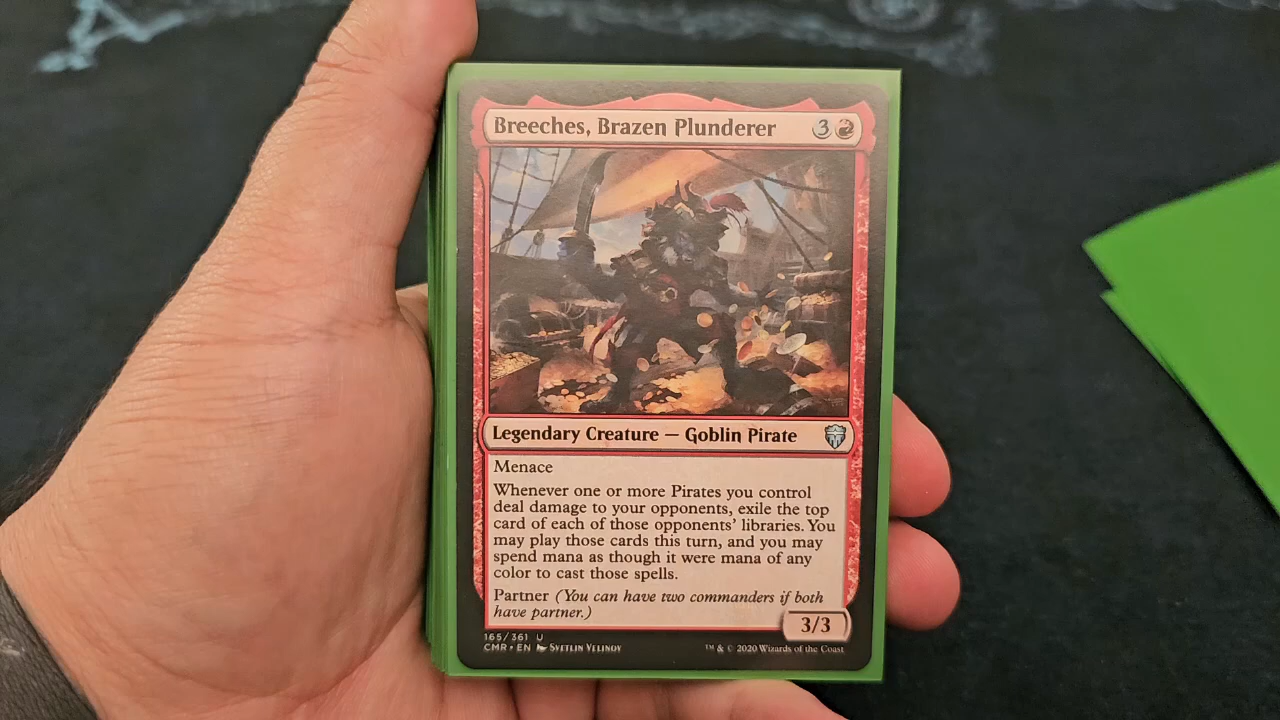 Breeches, Brazen Plunderer 3
Legendary Creature — Goblin Pirate
Menace
Whenever one or more Pirates you control
deal damage to your opponents, exile the top
card of each of those opponents' libraries. You
may play those cards this turn, and you may
spend mana as though it were mana of any
color to cast those spells.
Partner (You can have two commanders if both
have partner.)
3/3
165/361 U
CMR • EN Svetlin Velinov
™ & © 2020 Wizards of the Coast